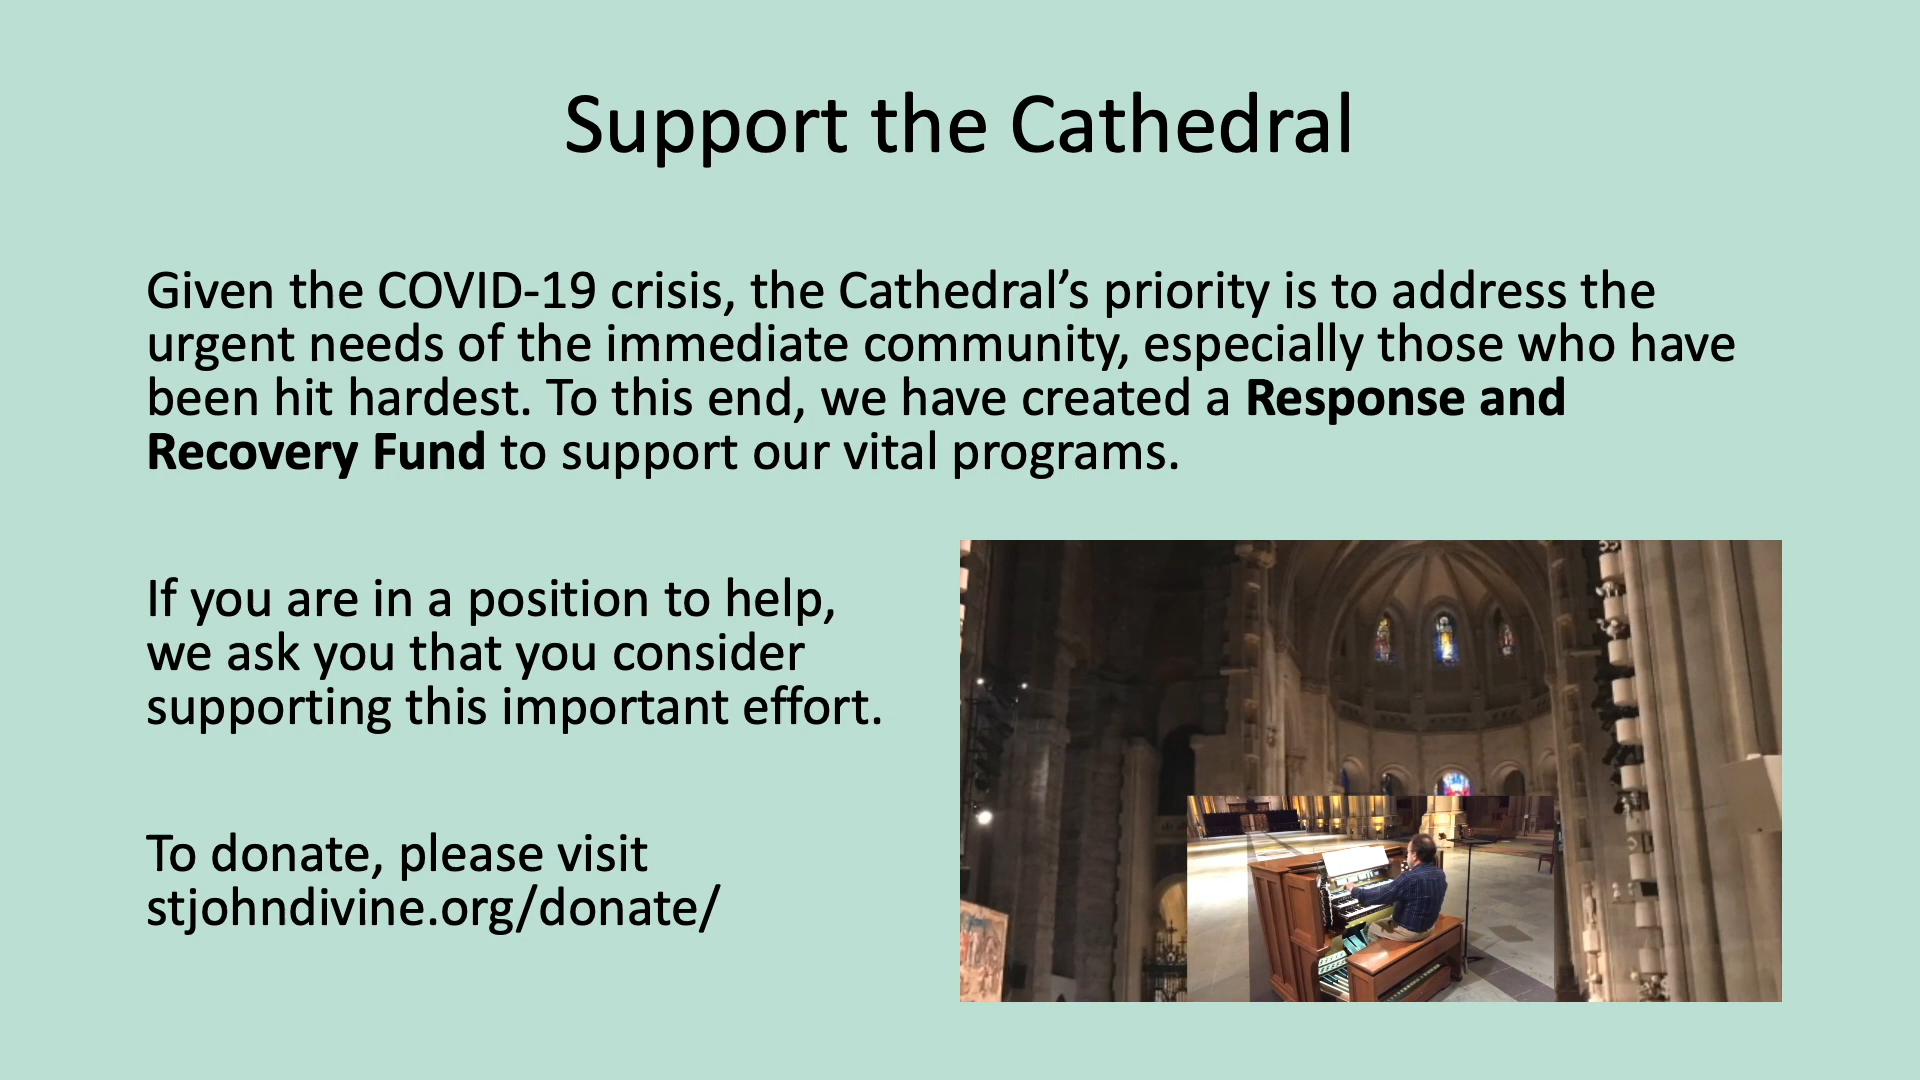 Support the Cathedral
Given the COVID-19 crisis, the Cathedral’s priority is to address the
urgent needs of the immediate community, especially those who have
been hit hardest. To this end, we have created a Response and
Recovery Fund to support our vital programs.
If you are in a position to help,
we ask you that you consider
supporting this important effort.
To donate, please visit
stjohndivine.org/donate/